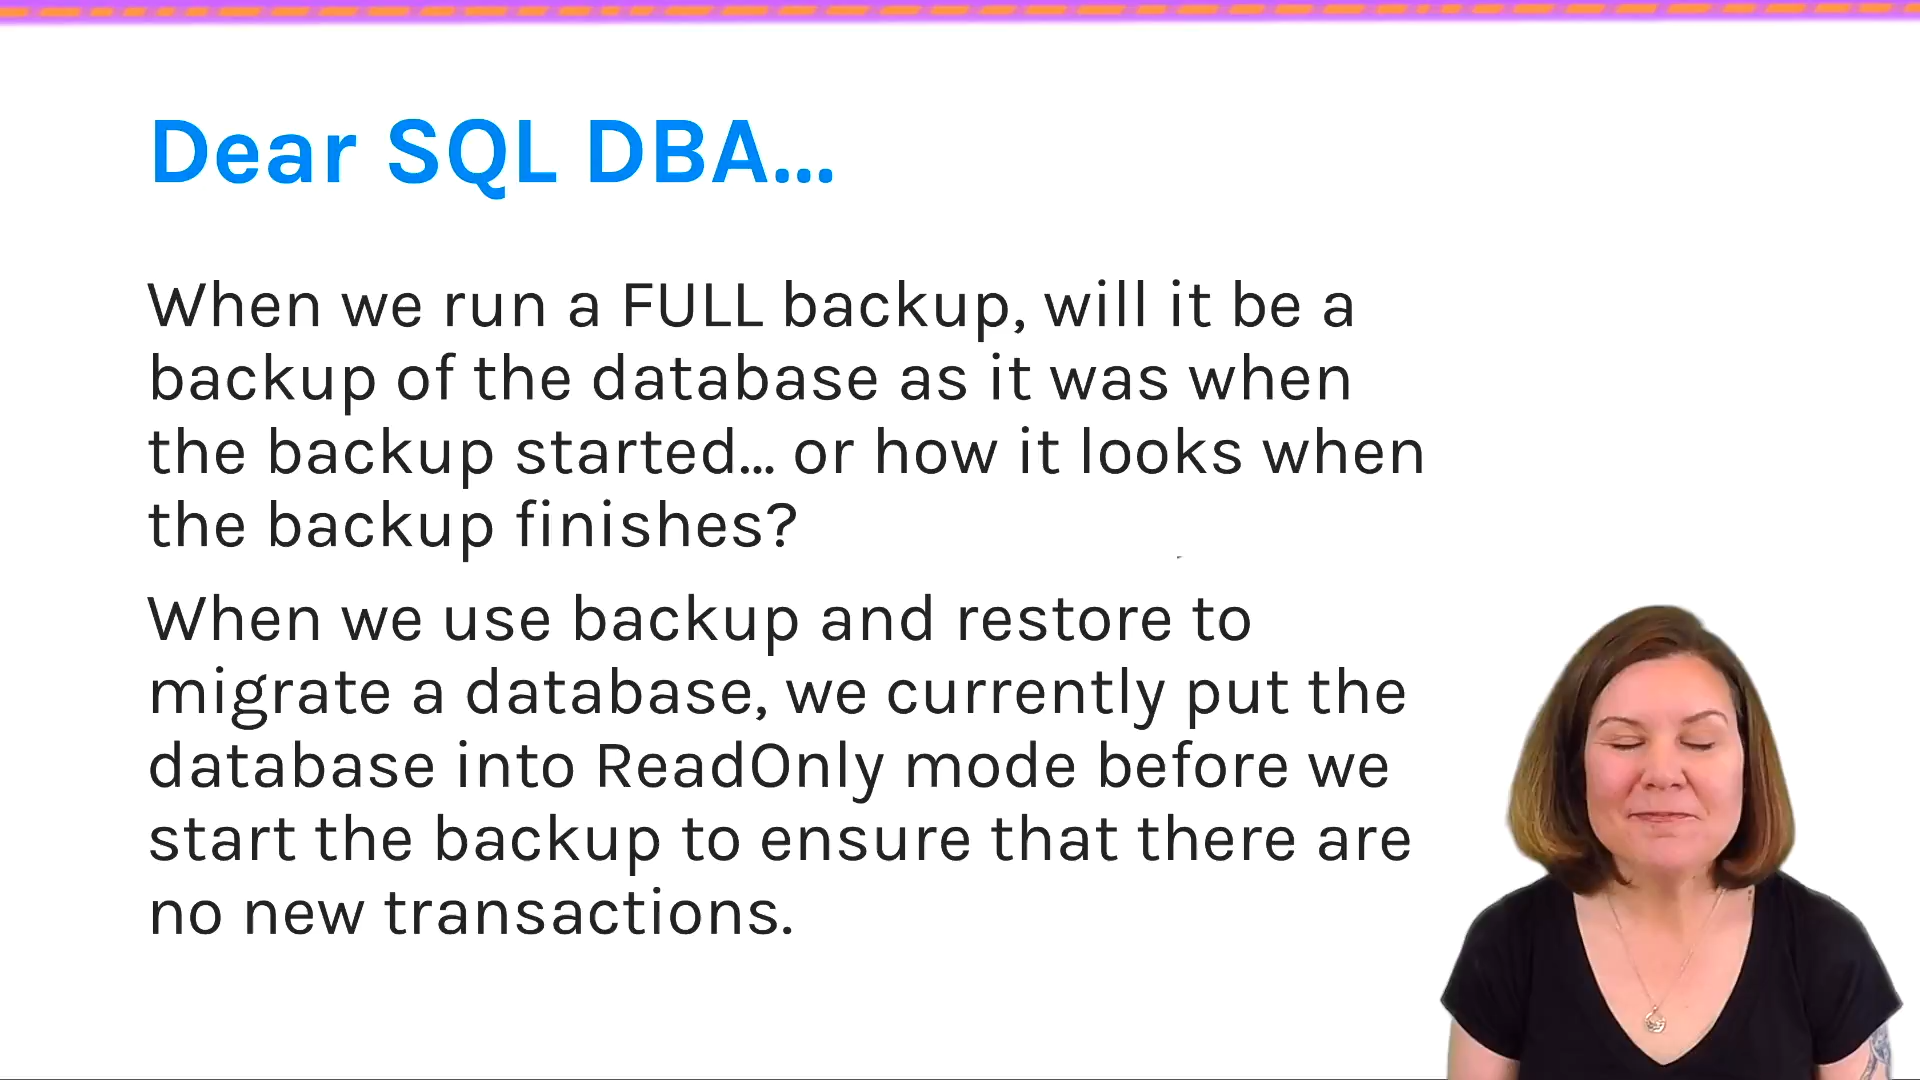 Dear SQL DBA...
When we run a FULL backup, will it be a
backup of the database as it was when
the backup started... or how it looks when
the backup finishes?
When we use backup and restore to
migrate a database, we currently put the
database into ReadOnly mode before we
start the backup to ensure that there are
no new transactions.